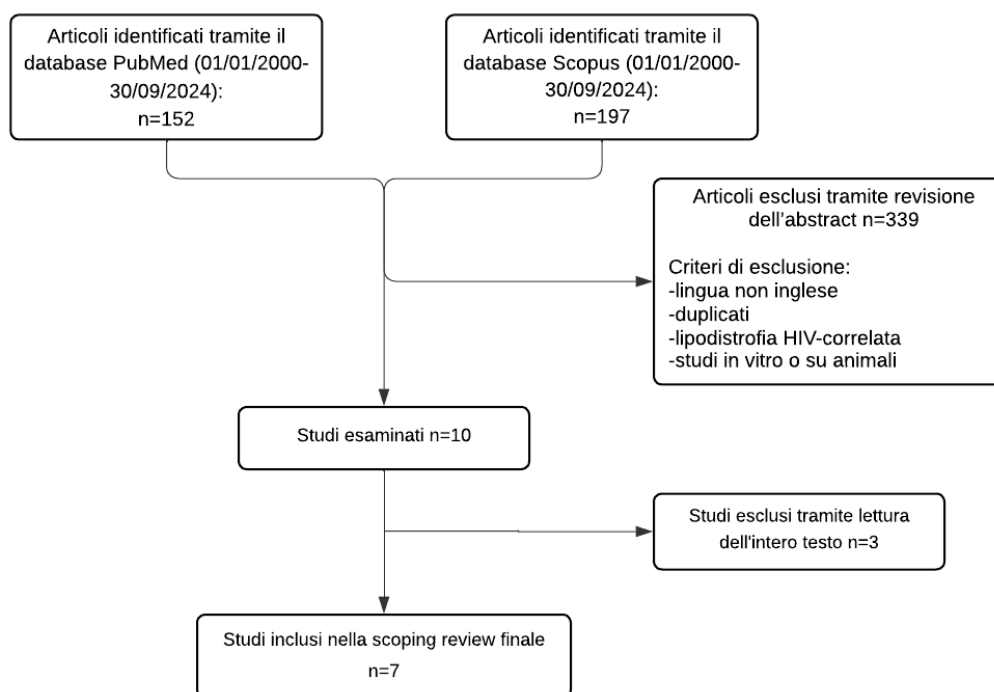 Articoli identificati tramite il
database PubMed (01/01/2000-
30/09/2024):
n=152
Articoli identificati tramite il
database Scopus (01/01/2000-
30/09/2024):
n=197
Articoli esclusi tramite revisione
dell'abstract n=339
Criteri di esclusione:
-lingua non inglese
-duplicati
-lipodistrofia HIV-correlata
-studi in vitro o su animali
Studi esaminati n=10
Studi esclusi tramite lettura
dell'intero testo n=3
Studi inclusi nella scoping review finale
n=7